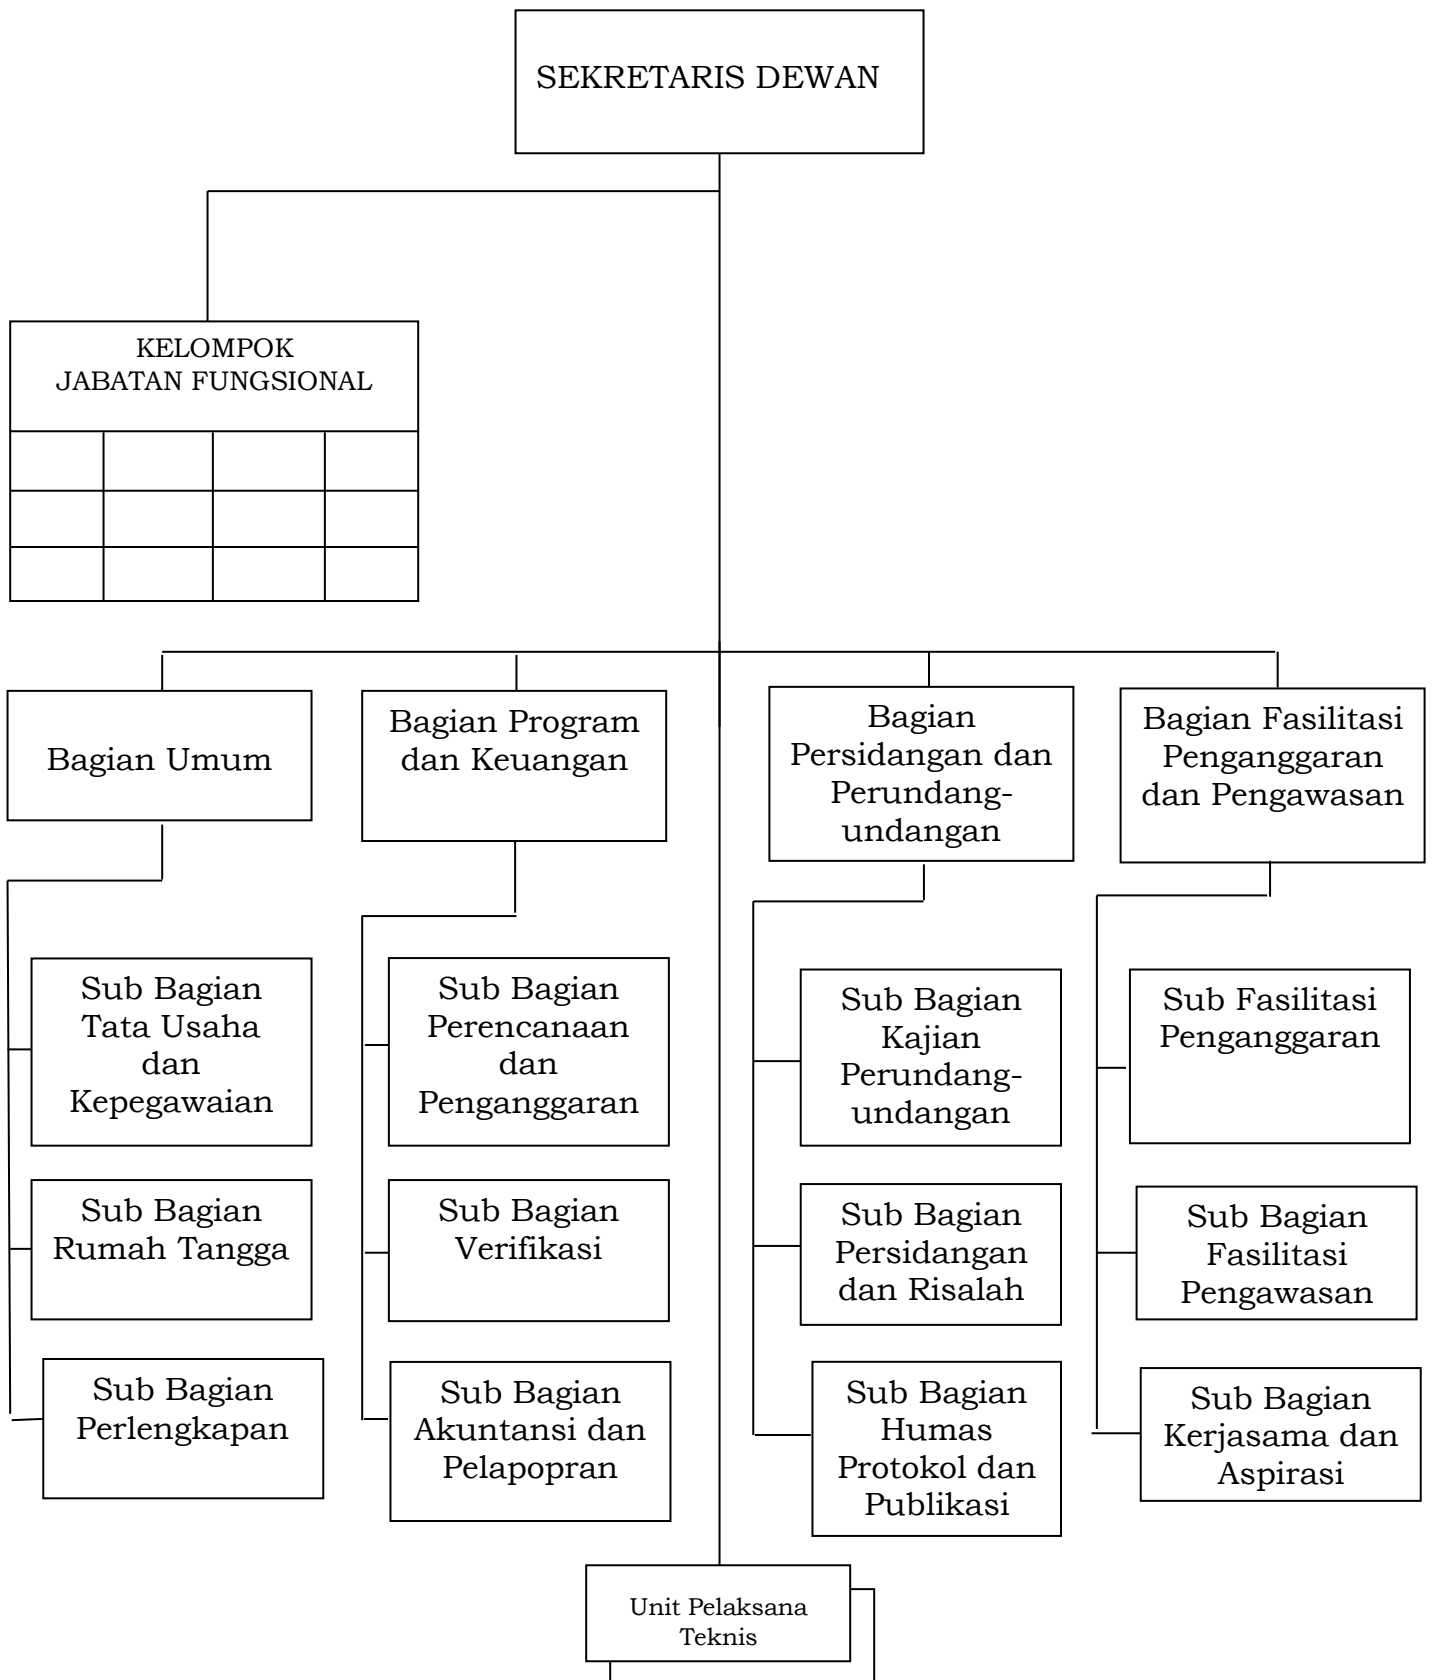 SEKRETARIS DEWAN
KELOMPOK
JABATAN FUNGSIONAL
Bagian Umum
Bagian Program
dan Keuangan
Bagian
Persidangan dan
Perundang-
undangan
Bagian Fasilitasi
Penganggaran
dan Pengawasan
Sub Bagian
Tata Usaha
dan
Kepegawaian
Sub Bagian
Perencanaan
dan
Penganggaran
Sub Bagian
Kajian
Perundang-
undangan
Sub Fasilitasi
Penganggaran
Sub Bagian
Rumah Tangga
Sub Bagian
Verifikasi
Sub Bagian
Persidangan
dan Risalah
Sub Bagian
Fasilitasi
Pengawasan
Sub Bagian
Perlengkapan
Sub Bagian
Akuntansi dan
Pelapopran
Sub Bagian
Humas
Protokol dan
Publikasi
Sub Bagian
Kerjasama dan
Aspirasi
Unit Pelaksana
Teknis